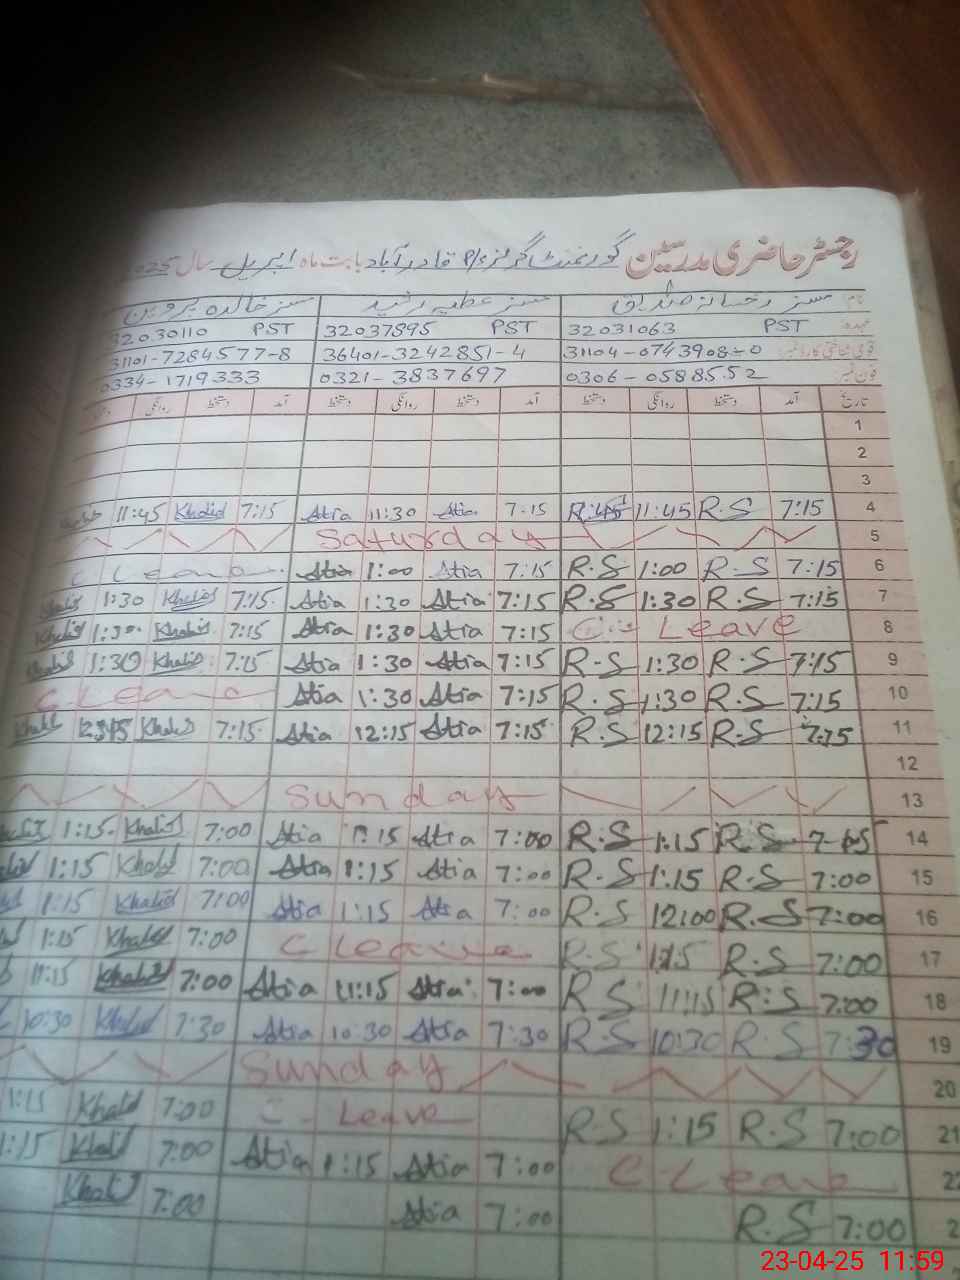 رجسٹر حاضری مدرسین گورنمنٹ گرلز P/S قادر آباد بابت ماہ اپریل سال 2025
نام مسز رخسانہ صدیق مسز عطیہ رشید مسز خالدہ پروین
عہدہ 32031063 PST 32037895 PST 32030110 PST
قومی شناختی کارڈ نمبر 31104-0743908-0 36401-3242851-4 31101-7284577-8
فون نمبر 0306-0588552 0321-3837697 0334-1719333
تاریخ آمد دستخط روانگی دستخط آمد دستخط روانگی دستخط آمد دستخط روانگی دستخط
1
2
3
11:45 Khalid 7:15 Atia 11:30 Atia 7:15 11:45 R.S 7:15 4
Saturday 5
C Leave Atia 1:00 Atia 7:15 R.S 1:00 R.S 7:15 6
Khalid 1:30 Khalid 7:15 Atia 1:30 Atia 7:15 R.S 1:30 R.S 7:15 7
Khalid 1:30 Khalid 7:15 Atia 1:30 Atia 7:15 C.. Leave 8
Khalid 1:30 Khalid 7:15 Atia 1:30 Atia 7:15 R.S 1:30 R.S 7:15 9
C Leave Atia 1:30 Atia 7:15 R.S 1:30 R.S 7:15 10
Khalid Khalid 7:15 Atia 12:15 Atia 7:15 R.S 12:15 R.S 7:15 11
12
Sunday 13
1:15 Khalid 7:00 Atia 1:15 Atia 7:00 R.S 1:15 R.S 14
1:15 Khalid 7:00 Atia 1:15 Atia 7:00 R.S 1:15 R.S 7:00 15
1:15 Khalid 7:00 Atia 1:15 Atia 7:00 R.S 12:00 R.S 7:00 16
1:15 Khalid 7:00 C Leave R.S 1:15 R.S 7:00 17
11:15 Khalid 7:00 Atia 11:15 Atia 7:00 R S 11:15 R.S 7:00 18
10:30 Khalid 7:30 Atia 10:30 Atia 7:30 R.S 10:30 R.S 7:30 19
Sunday 20
1:15 Khalid 7:00 C - Leave R.S 1:15 R.S 7:00 21
1:15 Khalid 7:00 Atia 1:15 Atia 7:00 C-Leave 22
Khalid 7:00 Atia 7:00 R.S 7:00 2
23-04-25 11:59